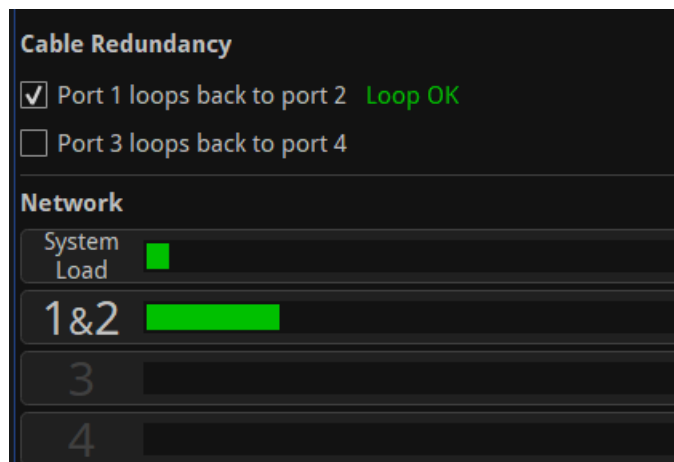 Cable Redundancy
Port 1 loops back to port 2 Loop OK
Port 3 loops back to port 4
Network
System
Load
1&2
3
4